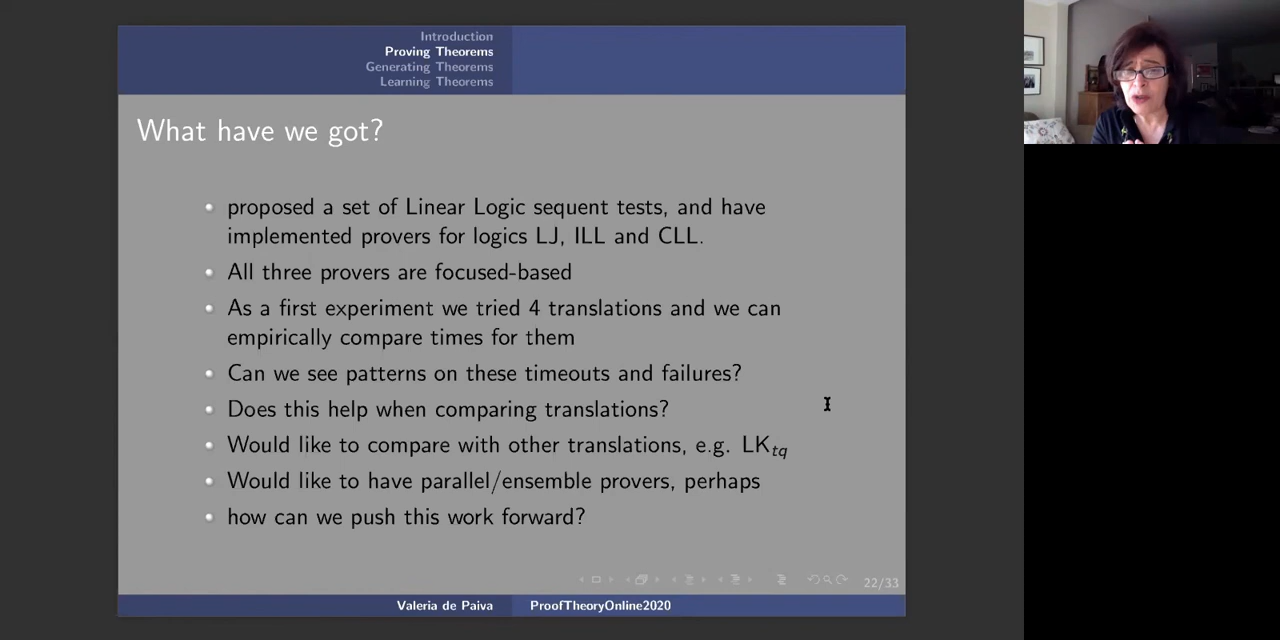 Introduction
Proving Theorems
Generating Theorems
Learning Theorems
What have we got?
proposed a set of Linear Logic sequent tests, and have
implemented provers for logics LJ, ILL and CLL.
All three provers are focused-based
As a first experiment we tried 4 translations and we can
empirically compare times for them
Can we see patterns on these timeouts and failures?
Does this help when comparing translations?
Would like to compare with other translations, e.g. LKtq
Would like to have parallel/ensemble provers, perhaps
how can we push this work forward?
22/33
Valeria de Paiva ProofTheoryOnline2020